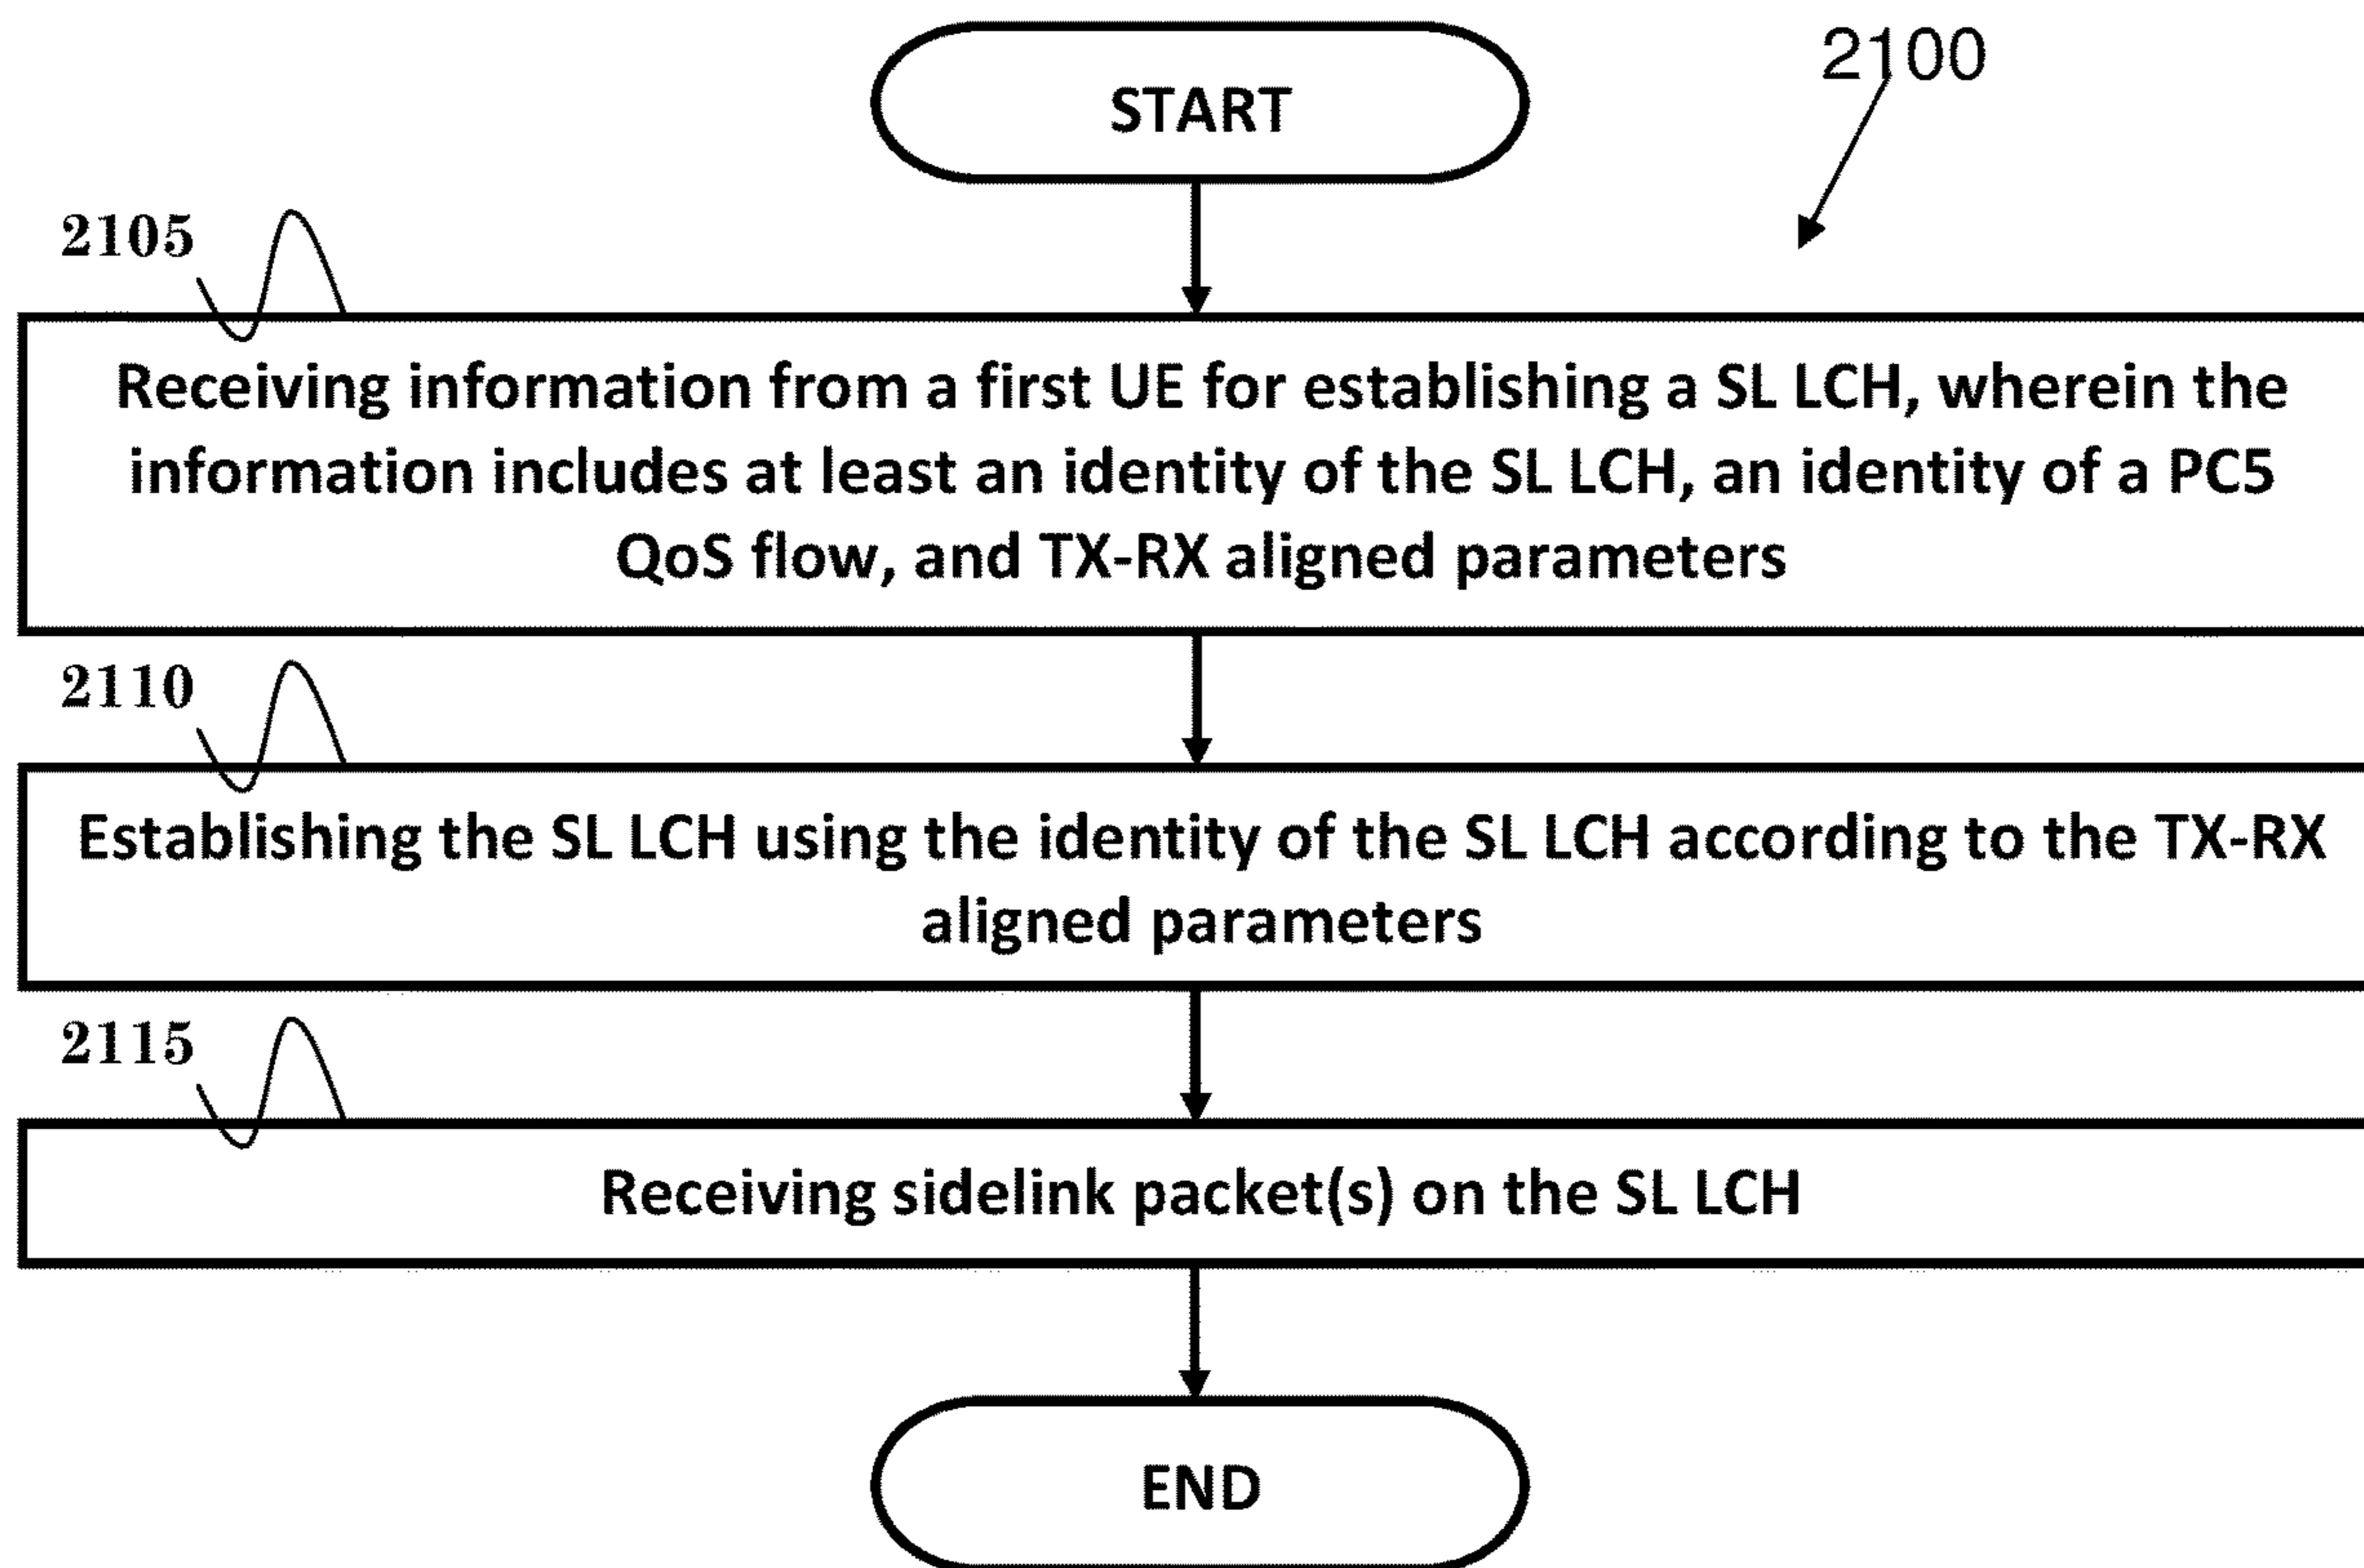 START
2100
2105
Receiving information from a first UE for establishing a SL LCH, wherein the
information includes at least an identity of the SL LCH, an identity of a PC5
QoS flow, and TX-RX aligned parameters
2110
Establishing the SL LCH using the identity of the SL LCH according to the TX-RX
aligned parameters
2115
Receiving sidelink packet(s) on the SL LCH
END